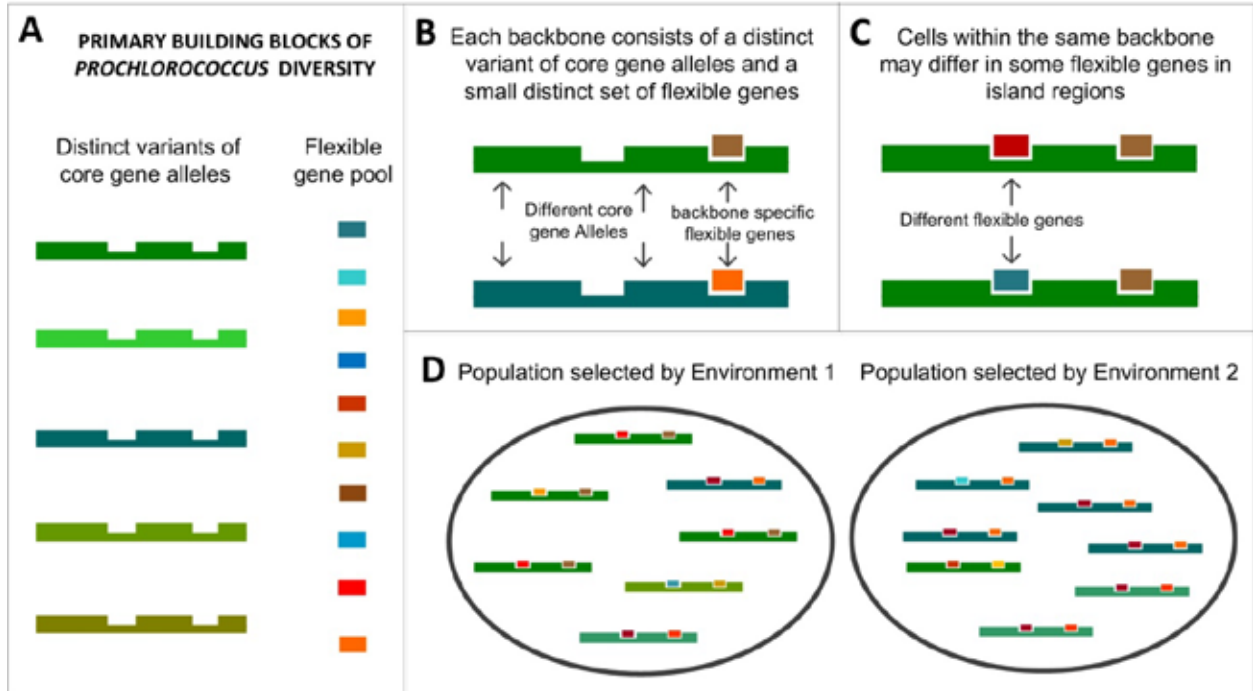 A
PRIMARY BUILDING BLOCKS OF
PROCHLOROCOCCUS DIVERSITY
Distinct variants of
core gene alleles
Flexible
gene pool
B
Each backbone consists of a distinct
variant of core gene alleles and a
small distinct set of flexible genes
Different core
gene Alleles
backbone specific
flexible genes
C
Cells within the same backbone
may differ in some flexible genes in
island regions
Different flexible genes
D
Population selected by Environment 1
Population selected by Environment 2